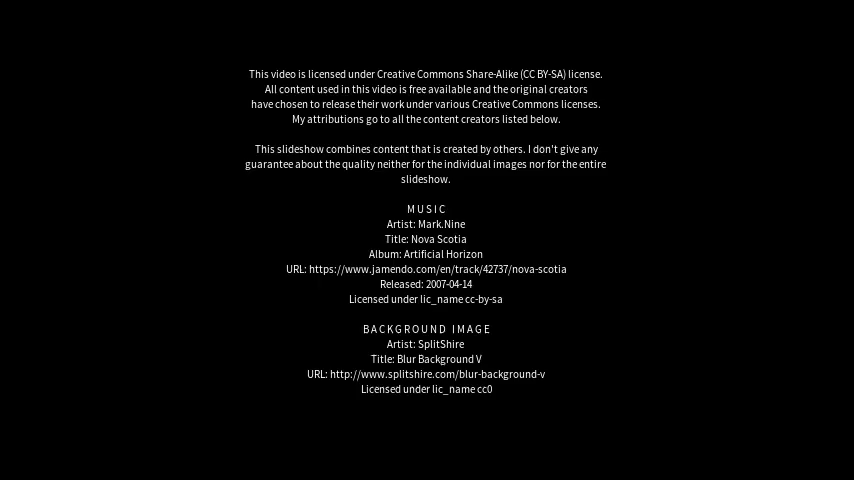 This video is licensed under Creative Commons Share-Alike (CC BY-SA) license.
All content used in this video is free available and the original creators
have chosen to release their work under various Creative Commons licenses.
My attributions go to all the content creators listed below.
This slideshow combines content that is created by others. I don't give any
guarantee about the quality neither for the individual images nor for the entire
slideshow.
MUSIC
Artist: Mark.Nine
Title: Nova Scotia
Album: Artificial Horizon
URL: https://www.jamendo.com/en/track/42737/nova-scotia
Released: 2007-04-14
Licensed under lic_name cc-by-sa
BACKGROUND IMAGE
Artist: SplitShire
Title: Blur Background V
URL: http://www.splitshire.com/blur-background-v
Licensed under lic_name cc0